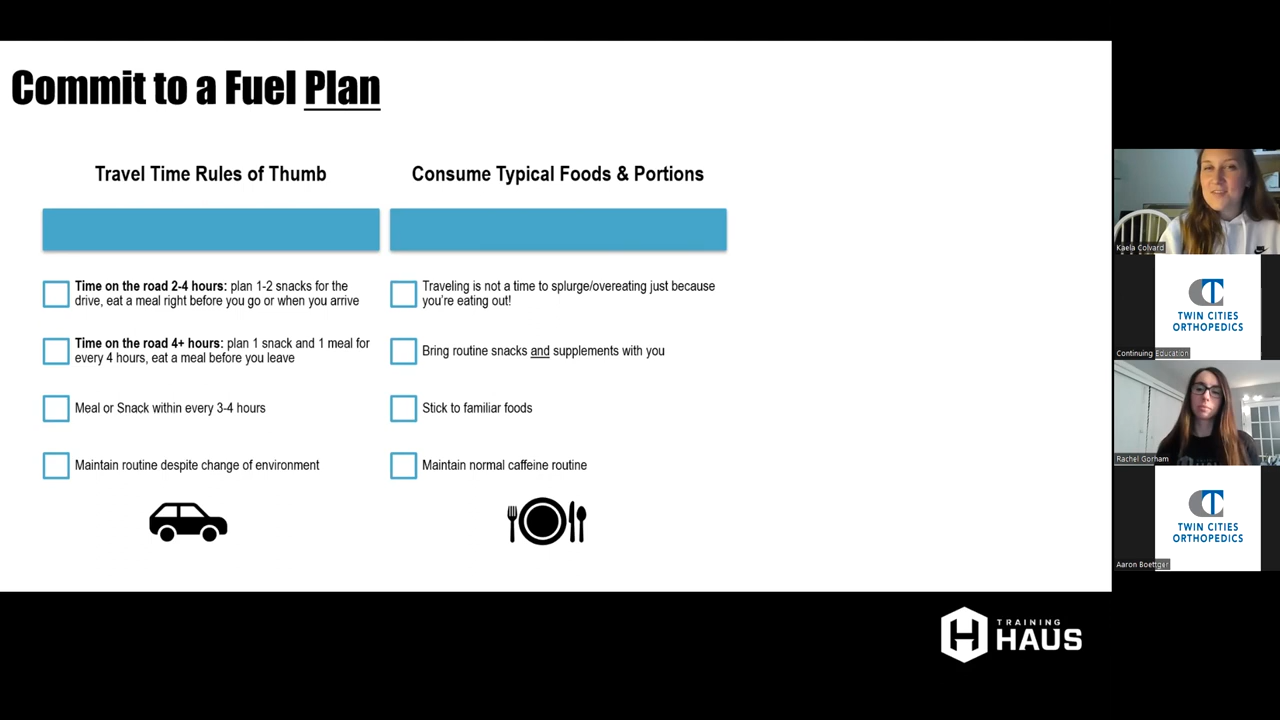 Commit to a Fuel Plan
Travel Time Rules of Thumb
Time on the road 2-4 hours: plan 1-2 snacks for the
drive, eat a meal right before you go or when you arrive
Time on the road 4+ hours: plan 1 snack and 1 meal for
every 4 hours, eat a meal before you leave
Meal or Snack within every 3-4 hours
Maintain routine despite change of environment
Consume Typical Foods & Portions
Traveling is not a time to splurge/overeating just because
you're eating out!
Bring routine snacks and supplements with you
Stick to familiar foods
Maintain normal caffeine routine
Kaela Colvard
TWIN CITIES
ORTHOPEDICS
Continuing Education
Rachel Gorham
TWIN CITIES
ORTHOPEDICS
Aaron Boettger
TRAINING
HAUS